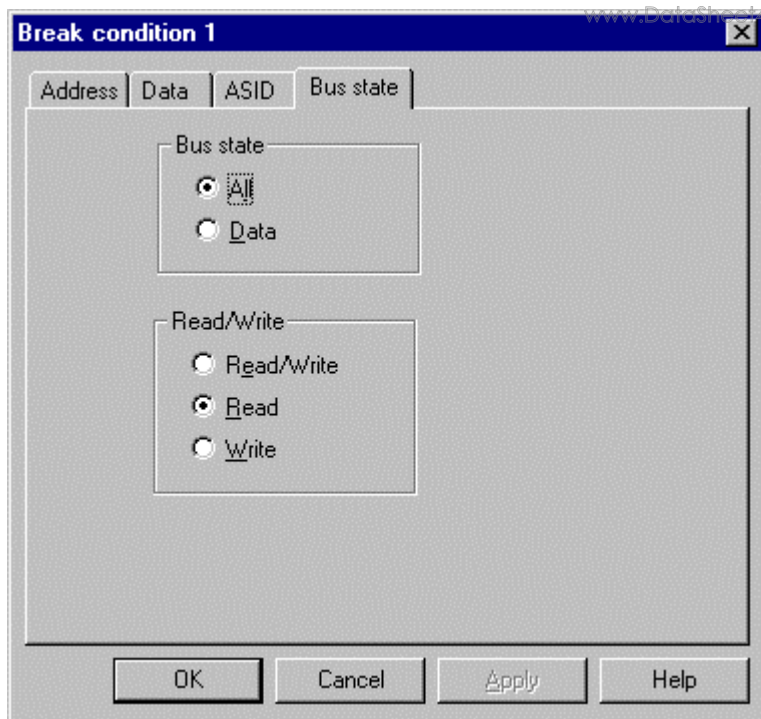 www.DataSheet
Break condition 1
Address Data ASID Bus state
Bus state
All
Data
Read/Write
Read/Write
Read
Write
OK Cancel Apply Help